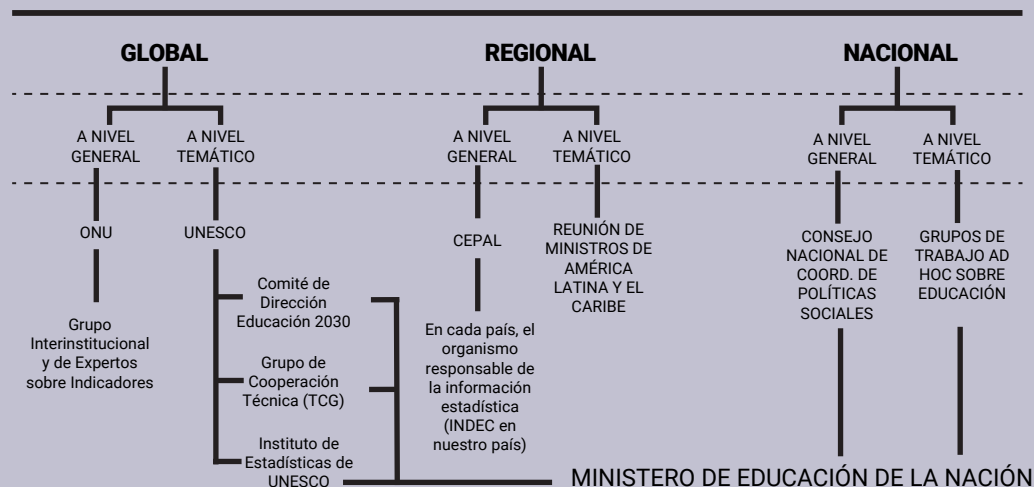 GLOBAL
REGIONAL
NACIONAL
A NIVEL
GENERAL
A NIVEL
TEMÁTICO
A NIVEL
GENERAL
A NIVEL
TEMÁTICO
A NIVEL
GENERAL
A NIVEL
TEMÁTICO
ONU
UNESCO
CEPAL
REUNIÓN DE
MINISTROS DE
AMÉRICA
LATINA Y EL
CARIBE
CONSEJO
NACIONAL DE
COORD. DE
POLÍTICAS
SOCIALES
GRUPOS DE
TRABAJO AD
HOC SOBRE
EDUCACIÓN
Grupo
Interinstitucional
y de Expertos
sobre Indicadores
Comité de
Dirección
Educación 2030
Grupo de
Cooperación
Técnica (TCG)
Instituto de
Estadísticas de
UNESCO
En cada país, el
organismo
responsable de
la información
estadística
(INDEC en
nuestro país)
MINISTERO DE EDUCACIÓN DE LA NACIÓN